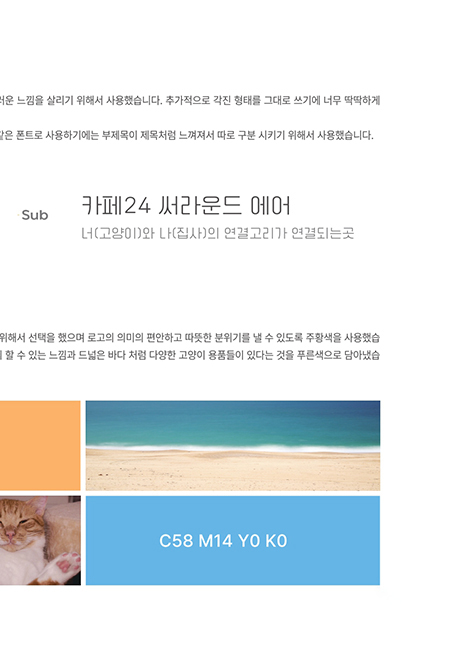 러운 느낌을 살리기 위해서 사용했습니다. 추가적으로 각진 형태를 그대로 쓰기에 너무 딱딱하게
같은 폰트로 사용하기에는 부제목이 제목처럼 느껴져서 따로 구분 시키기 위해서 사용했습니다.
Sub
카페24 써라운드 에어
너(고양이)와 나(집사)의 연결고리가 연결되는곳
위해서 선택을 했으며 로고의 의미의 편안하고 따뜻한 분위기를 낼 수 있도록 주황색을 사용했습
할 수 있는 느낌과 드넓은 바다 처럼 다양한 고양이 용품들이 있다는 것을 푸른색으로 담아냈습
C58 M14 Y0 K0